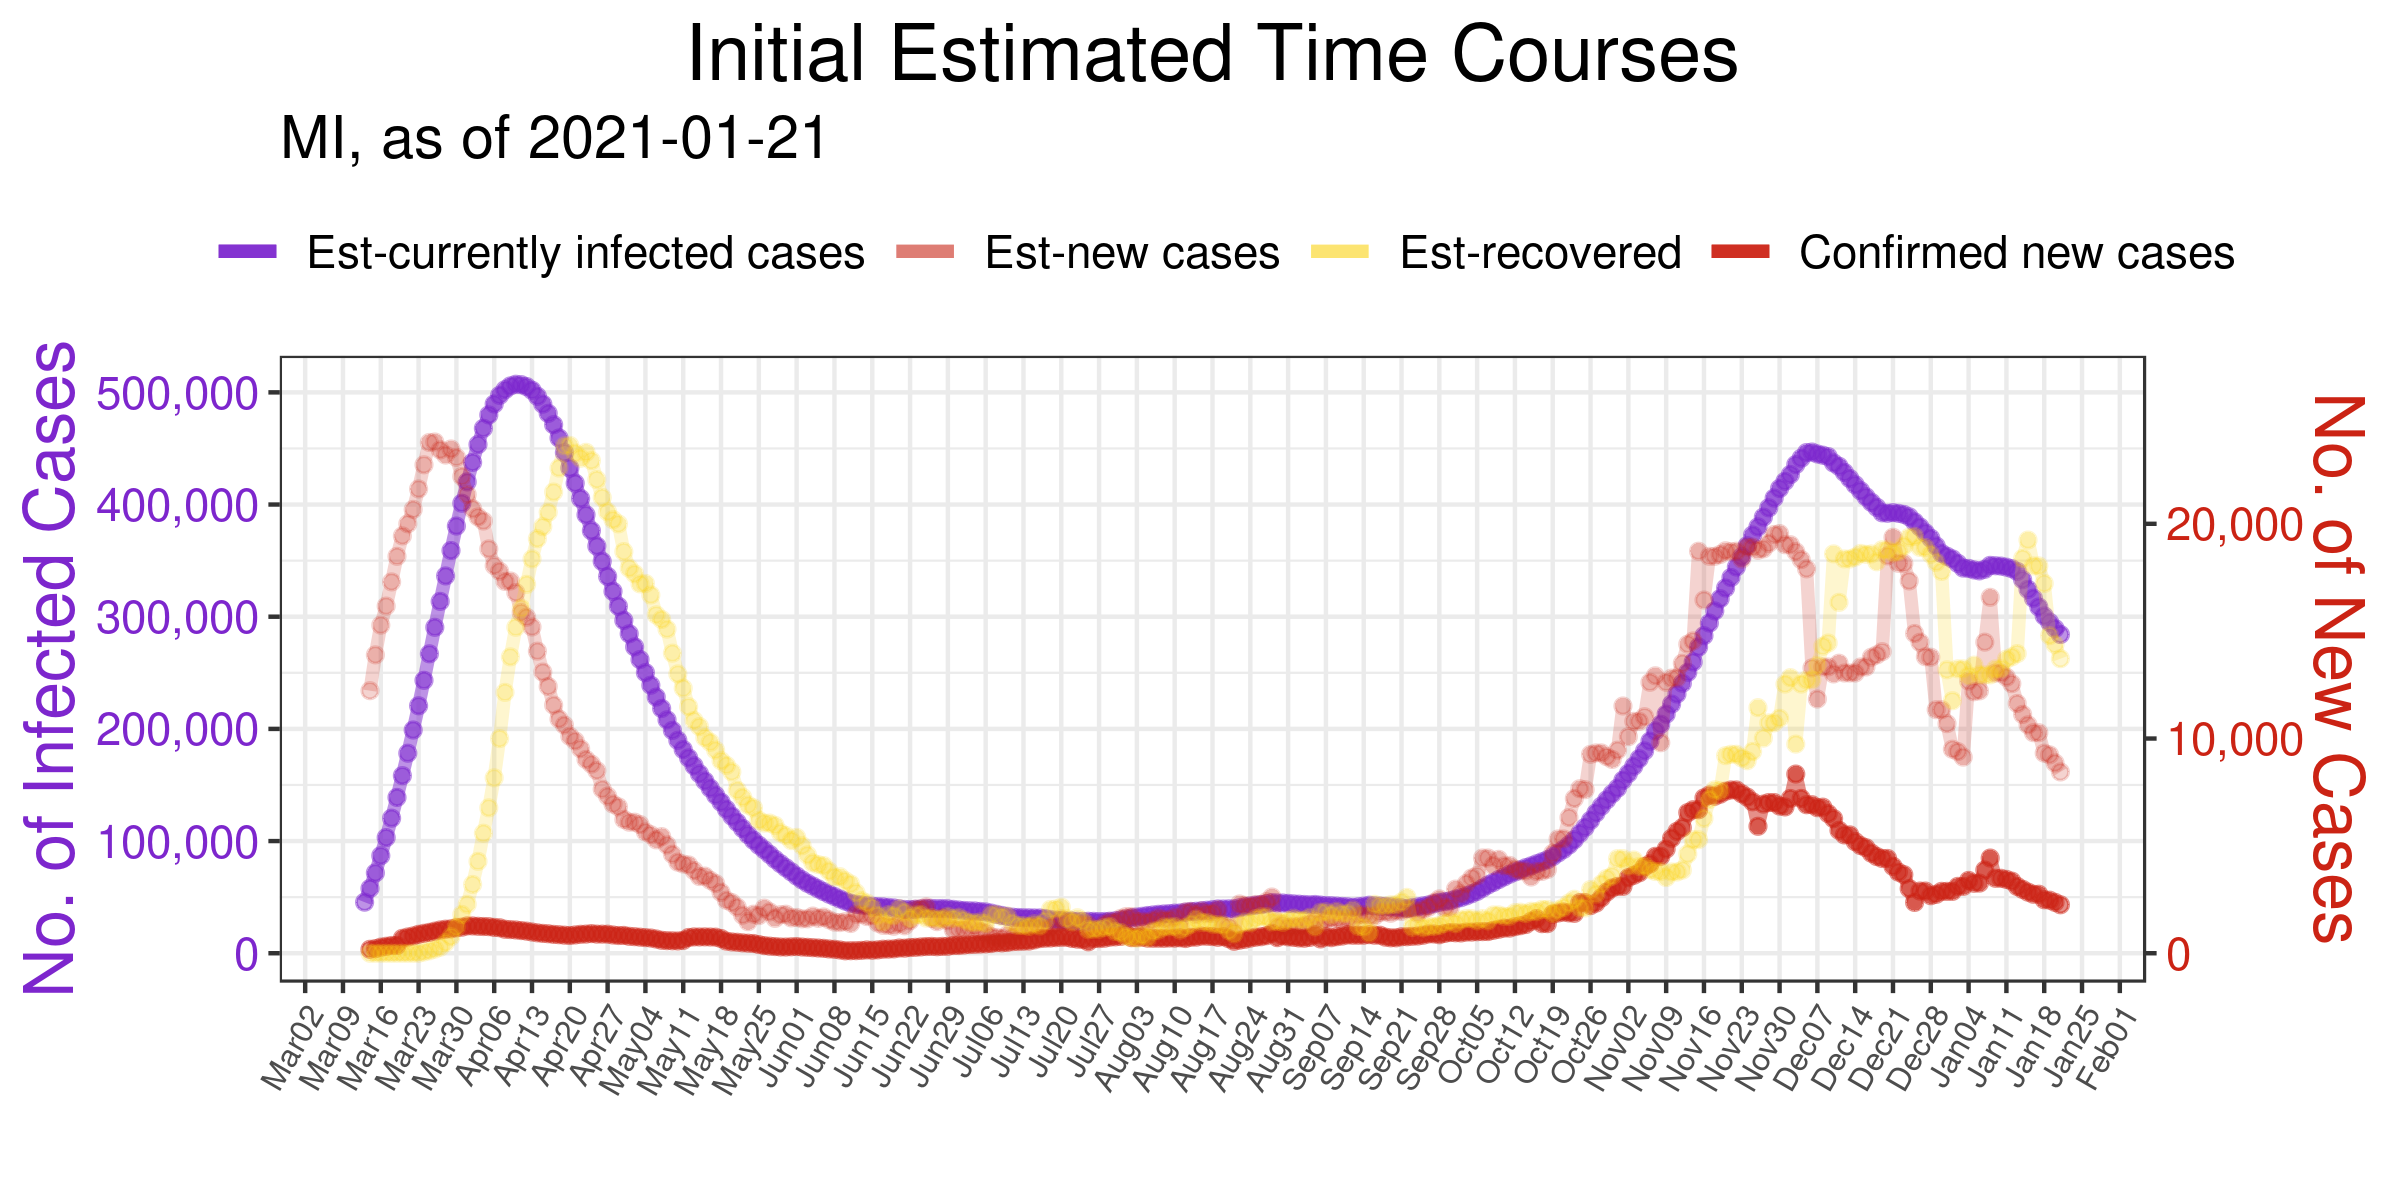 Initial Estimated Time Courses
MI, as of 2021-01-21
Est-currently infected cases
Est-new cases
Est-recovered
Confirmed new cases
No. of Infected Cases
500,000
400,000
300,000
200,000
100,000
0
20,000
10,000
0
No. of New Cases
Mar02
Mar09
Mar16
Mar23
Mar30
Apr06
Apr13
Apr20
Apr27
May04
May11
May18
May25
Jun01
Jun08
Jun15
Jun22
Jun29
Jul06
Jul13
Jul20
Jul27
Aug03
Aug10
Aug17
Aug24
Aug31
Sep07
Sep14
Sep21
Sep28
Oct05
Oct12
Oct19
Oct26
Nov02
Nov09
Nov16
Nov23
Nov30
Dec07
Dec14
Dec21
Dec28
Jan04
Jan11
Jan18
Jan25
Feb01